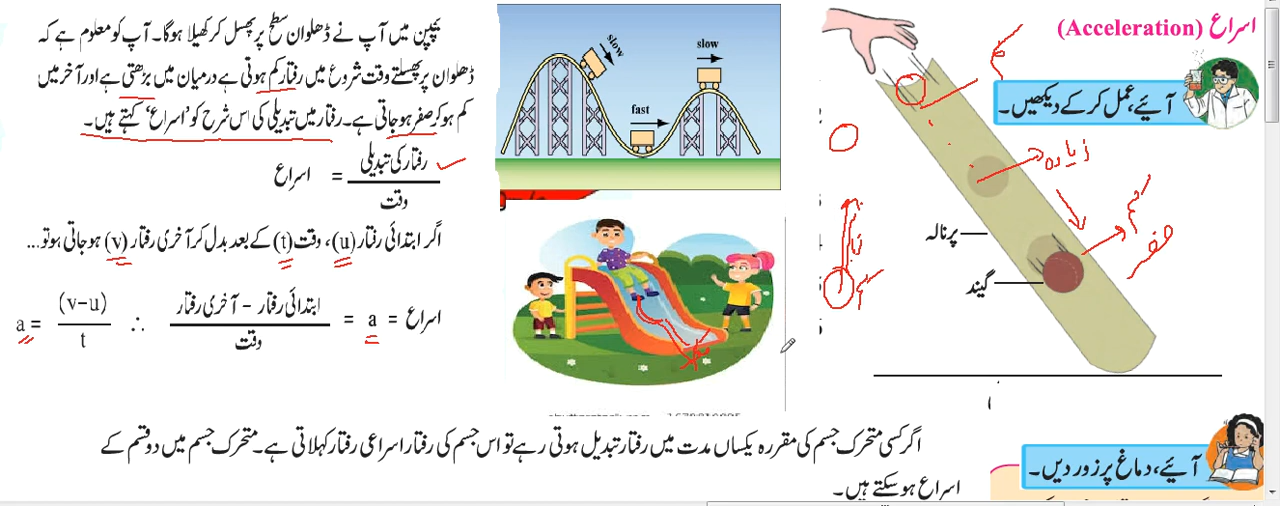 اسراع (Acceleration)
آیئے، عمل کر کے دیکھیں۔
کم
زیادہ
کم
صفر
پرنالہ
گیند
بچپن میں آپ نے ڈھلوان سطح پر پھسل کر کھیلا ہوگا۔ آپ کو معلوم ہے کہ
ڈھلوان پر پھسلتے وقت شروع میں رفتار کم ہوتی ہے درمیان میں بڑھتی ہے اور آخر میں
کم ہو کر صفر ہو جاتی ہے۔ رفتار میں تبدیلی کی اس شرح کو 'اسراع' کہتے ہیں۔
اسراع = رفتار کی تبدیلی
وقت
اگر ابتدائی رفتار (u)، وقت (t) کے بعد بدل کر آخری رفتار (v) ہو جاتی ہو تو...
اسراع = a = ابتدائی رفتار - آخری رفتار ∴ a = (v-u)
وقت t
slow
fast
slow
آیئے، دماغ پر زور دیں۔
اگر کسی متحرک جسم کی مقررہ یکساں مدت میں رفتار تبدیل ہوتی رہے تو اس جسم کی رفتار اسراعی رفتار کہلاتی ہے۔ متحرک جسم میں دو قسم کے
اسراع ہو سکتے ہیں۔